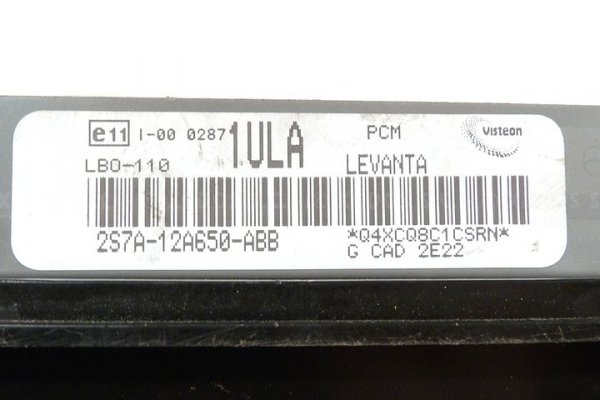 e11 I-00 0287 1ULA PCM Visteon
LBO-110 LEVANTA
2S7A-12A650-ABB *Q4XCQ8C1CSRN*
G CAD 2E22